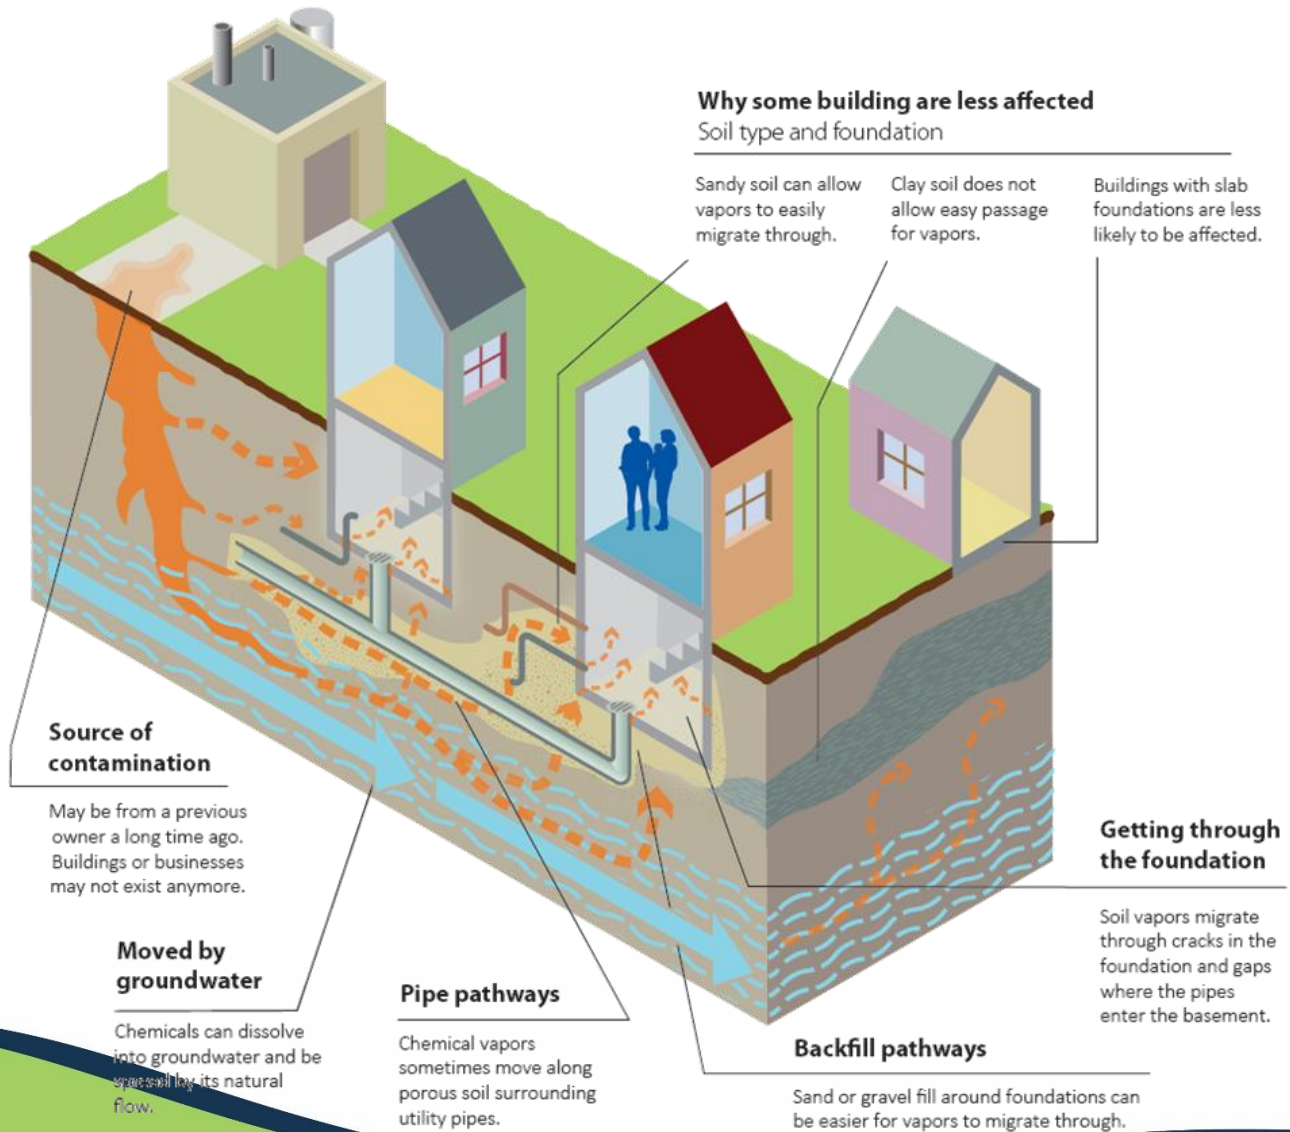 Why some building are less affected
Soil type and foundation
Sandy soil can allow
vapors to easily
migrate through.
Clay soil does not
allow easy passage
for vapors.
Buildings with slab
foundations are less
likely to be affected.
Source of
contamination
May be from a previous
owner a long time ago.
Buildings or businesses
may not exist anymore.
Moved by
groundwater
Chemicals can dissolve
into groundwater and be
spread by its natural
flow.
Pipe pathways
Chemical vapors
sometimes move along
porous soil surrounding
utility pipes.
Backfill pathways
Sand or gravel fill around foundations can
be easier for vapors to migrate through.
Getting through
the foundation
Soil vapors migrate
through cracks in the
foundation and gaps
where the pipes
enter the basement.